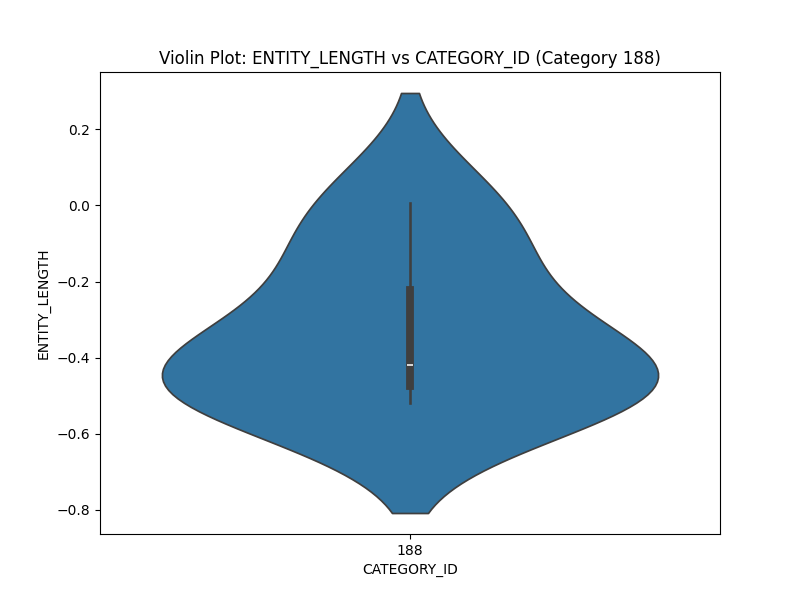 Violin Plot: ENTITY_LENGTH vs CATEGORY_ID (Category 188)
0.2
0.0
−0.2
−0.4
−0.6
−0.8
ENTITY_LENGTH
188
CATEGORY_ID